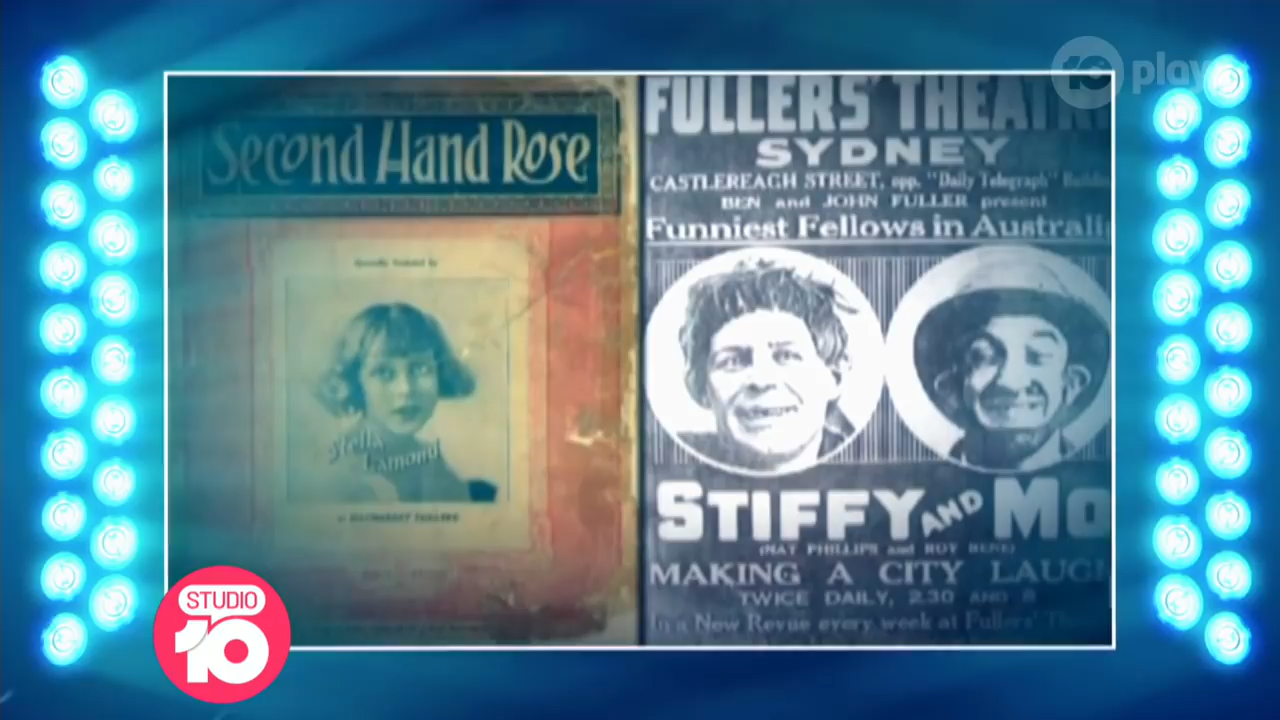 10 play
Second Hand Rose
Stella
Lamond
FULLERS' THEATR
SYDNEY
CASTLEREAGH STREET, opp. "Daily Telegraph" Buildin
BEN and JOHN FULLER present
Funniest Fellows in Australi
STIFFY AND MO
(NAT PHILLIPS and ROY RENE)
MAKING A CITY LAUG
TWICE DAILY, 2.30 AND 8
In a New Revue every week at Fullers'
STUDIO
10